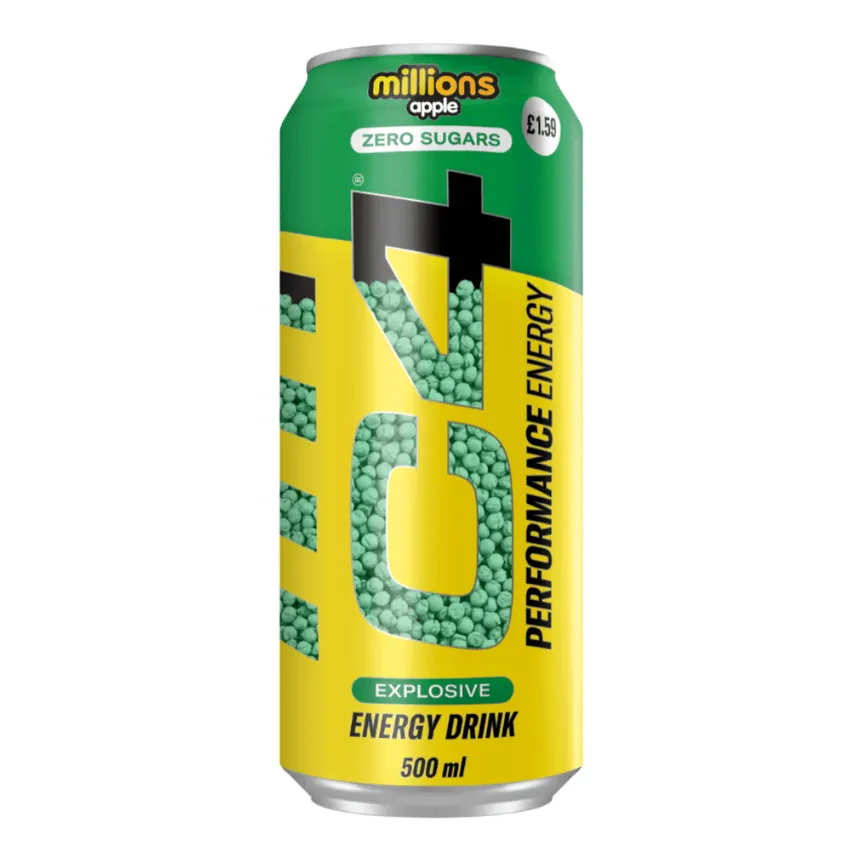 millions
apple
ZERO SUGARS
£1.59
C4
PERFORMANCE ENERGY
EXPLOSIVE
ENERGY DRINK
500 ml